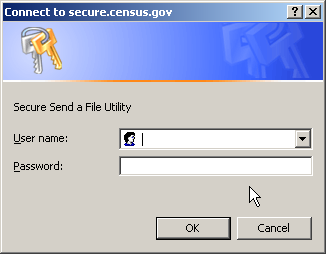 Connect to secure.census.gov
Secure Send a File Utility
User name:
Password:
OK
Cancel